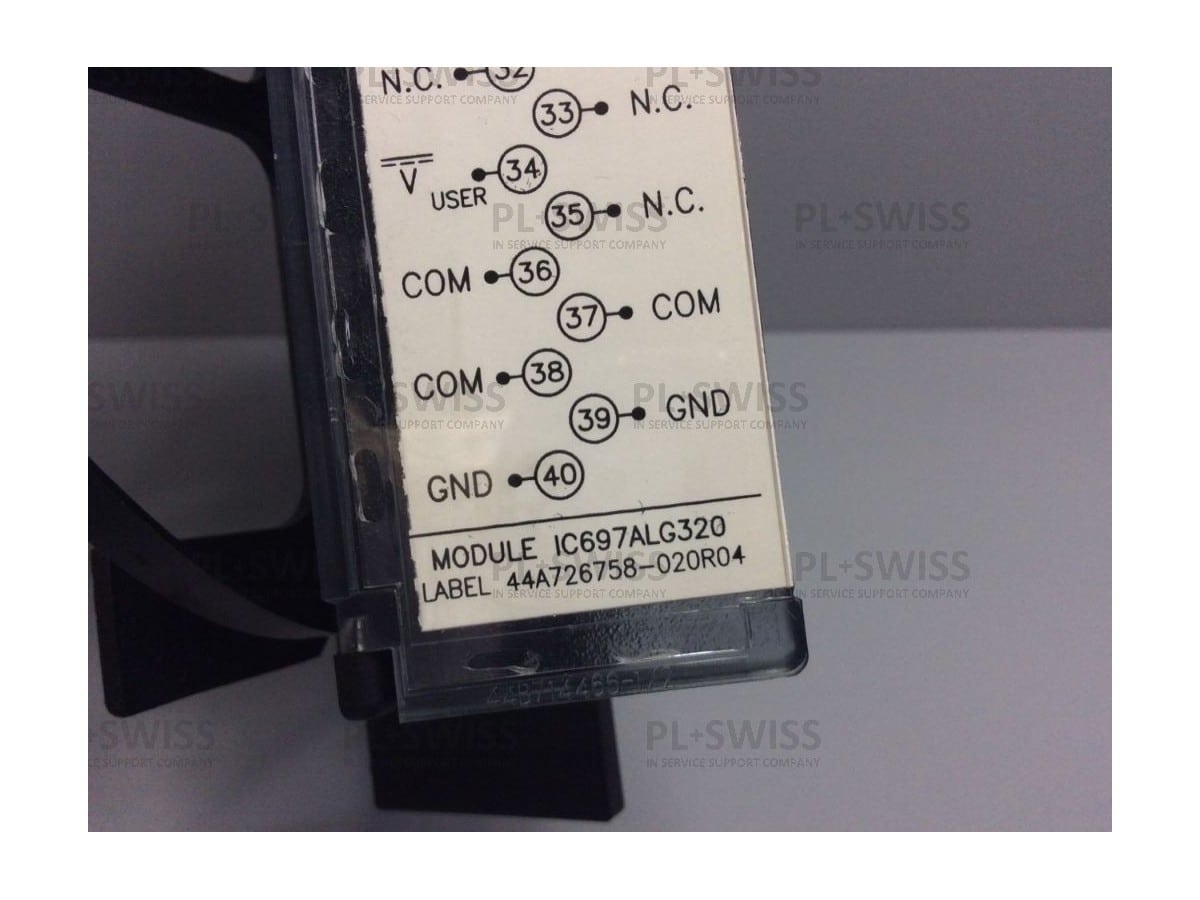 N.C. 32
33 N.C.
V USER 34
35 N.C.
COM 36
37 COM
COM 38
39 GND
GND 40
MODULE IC697ALG320
LABEL 44A726758-020R04
PL+SWISS
IN SERVICE SUPPORT COMPANY